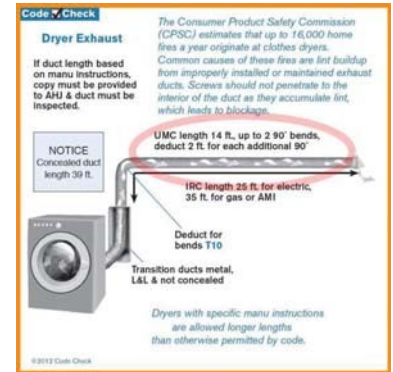 Code Check
Dryer Exhaust
If duct length based
on manu instructions,
copy must be provided
to AHJ & duct must be
inspected.
The Consumer Product Safety Commission
(CPSC) estimates that up to 16,000 home
fires a year originate at clothes dryers.
Common causes of these fires are lint buildup
from improperly installed or maintained exhaust
ducts. Screws should not penetrate to the
interior of the duct as they accumulate lint,
which leads to blockage.
NOTICE
Concealed duct
length 39 ft.
UMC length 14 ft., up to 2 90° bends,
deduct 2 ft. for each additional 90°
IRC length 25 ft. for electric,
35 ft. for gas or AMI
Deduct for
bends T10
Transition ducts metal,
L&L & not concealed
Dryers with specific manu instructions
are allowed longer lengths
than otherwise permitted by code.
©2012 Code Check